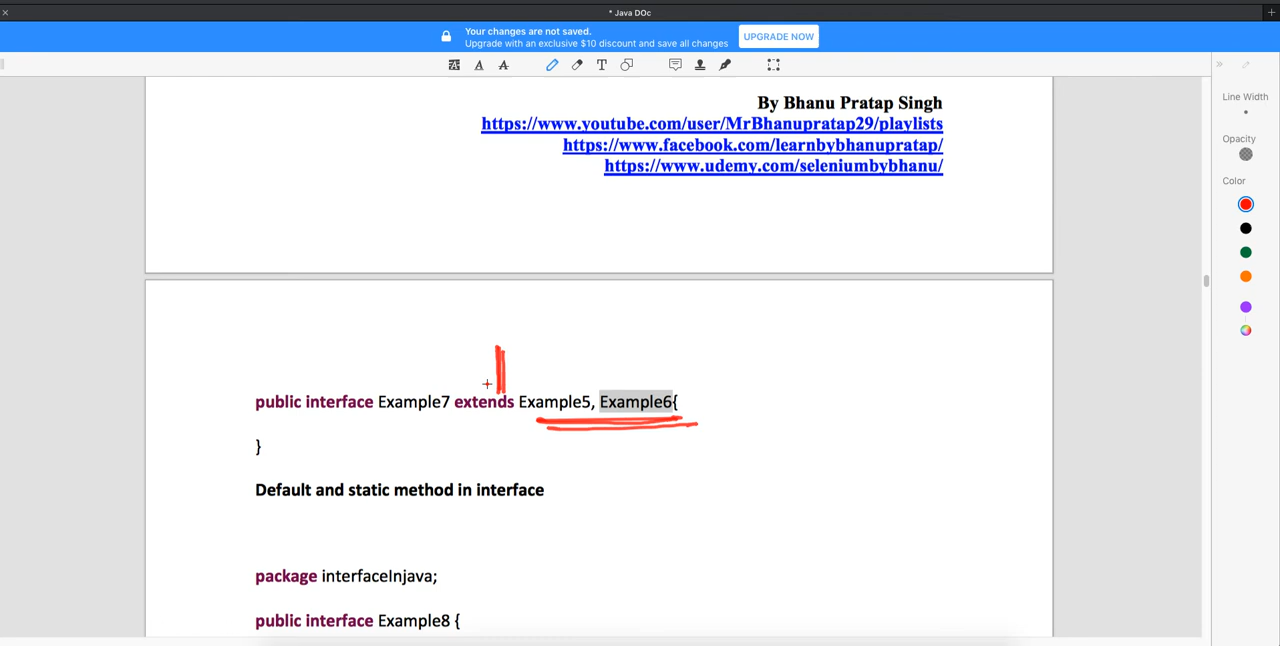 * Java DOc
Your changes are not saved.
Upgrade with an exclusive $10 discount and save all changes
UPGRADE NOW
Line Width
Opacity
Color
By Bhanu Pratap Singh
https://www.youtube.com/user/MrBhanupratap29/playlists
https://www.facebook.com/learnbybhanupratap/
https://www.udemy.com/seleniumbybhanu/
public interface Example7 extends Example5, Example6{
}
Default and static method in interface
package interfaceInjava;
public interface Example8 {